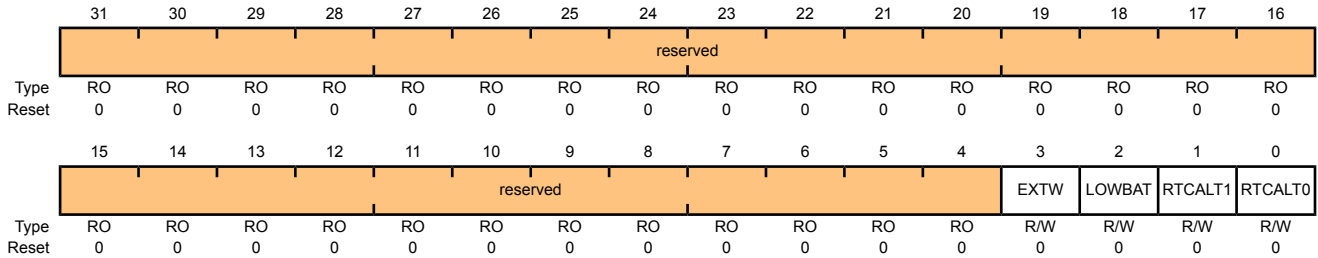 31 30 29 28 27 26 25 24 23 22 21 20 19 18 17 16
reserved
Type RO RO RO RO RO RO RO RO RO RO RO RO RO RO RO RO
Reset 0 0 0 0 0 0 0 0 0 0 0 0 0 0 0 0
15 14 13 12 11 10 9 8 7 6 5 4 3 2 1 0
reserved EXTW LOWBAT RTCALT1 RTCALT0
Type RO RO RO RO RO RO RO RO RO RO RO RO R/W R/W R/W R/W
Reset 0 0 0 0 0 0 0 0 0 0 0 0 0 0 0 0